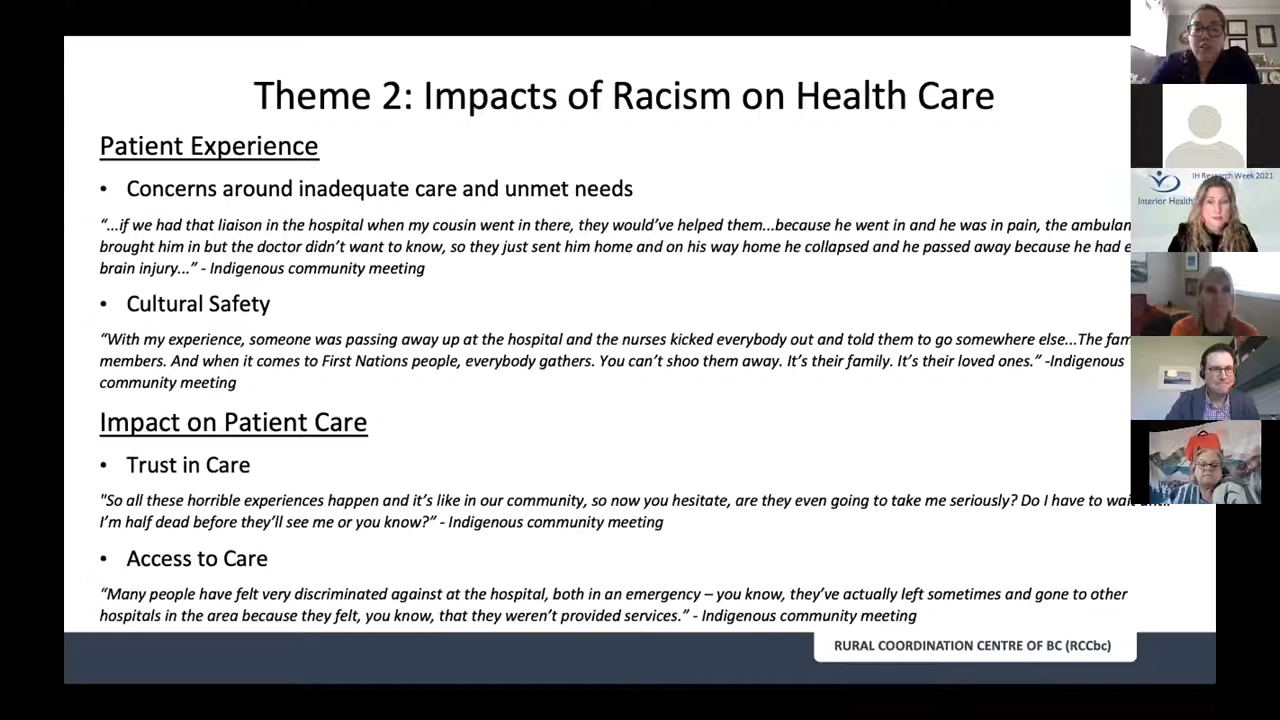 Theme 2: Impacts of Racism on Health Care
Patient Experience
• Concerns around inadequate care and unmet needs
“...if we had that liaison in the hospital when my cousin went in there, they would’ve helped them...because he went in and he was in pain, the
brought him in but the doctor didn’t want to know, so they just sent him home and on his way home he collapsed and he passed away because he had
brain injury...” - Indigenous community meeting
• Cultural Safety
“With my experience, someone was passing away up at the hospital and the nurses kicked everybody out and told them to go somewhere else...The
members. And when it comes to First Nations people, everybody gathers. You can’t shoo them away. It’s their family. It’s their loved ones.” -Indigenous
community meeting
Impact on Patient Care
• Trust in Care
"So all these horrible experiences happen and it’s like in our community, so now you hesitate, are they even going to take me seriously? Do I have to
I’m half dead before they’ll see me or you know?” - Indigenous community meeting
• Access to Care
“Many people have felt very discriminated against at the hospital, both in an emergency – you know, they’ve actually left sometimes and gone to other
hospitals in the area because they felt, you know, that they weren’t provided services.” - Indigenous community meeting
RURAL COORDINATION CENTRE OF BC (RCCbc)
IH Research Week 2021
Interior Health